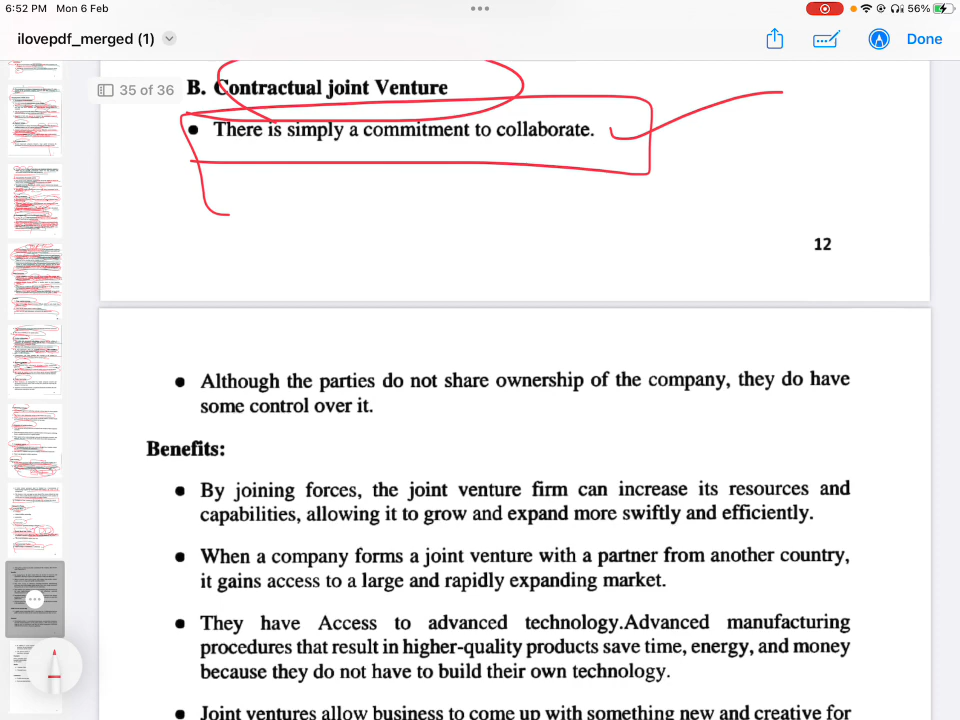 6:52 PM Mon 6 Feb
56%
ilovepdf_merged (1)
Done
35 of 36
B. Contractual joint Venture
• There is simply a commitment to collaborate.
12
• Although the parties do not share ownership of the company, they do have
some control over it.
Benefits:
• By joining forces, the joint venture firm can increase its resources and
capabilities, allowing it to grow and expand more swiftly and efficiently.
• When a company forms a joint venture with a partner from another country,
it gains access to a large and rapidly expanding market.
• They have Access to advanced technology.Advanced manufacturing
procedures that result in higher-quality products save time, energy, and money
because they do not have to build their own technology.
• Joint ventures allow business to come up with something new and creative for